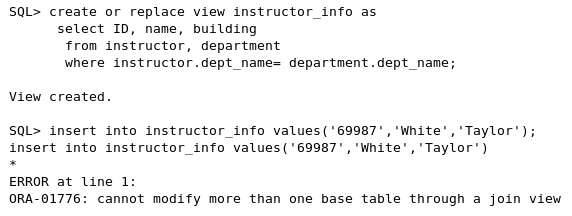 SQL> create or replace view instructor_info as
select ID, name, building
from instructor, department
where instructor.dept_name= department.dept_name;
View created.
SQL> insert into instructor_info values('69987','White','Taylor');
insert into instructor_info values('69987','White','Taylor')
*
ERROR at line 1:
ORA-01776: cannot modify more than one base table through a join view